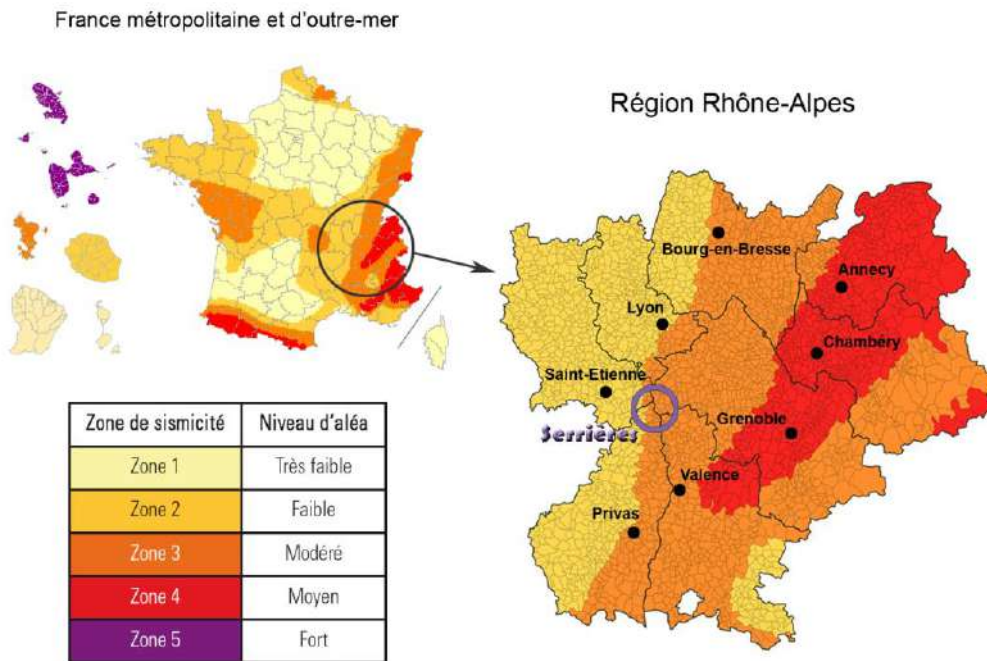 France métropolitaine et d'outre-mer
Région Rhône-Alpes
Bourg-en-Bresse
Annecy
Lyon
Chambéry
Saint-Etienne
Grenoble
Serrières
Valence
Privas
Zone de sismicité Niveau d'aléa
Zone 1 Très faible
Zone 2 Faible
Zone 3 Modéré
Zone 4 Moyen
Zone 5 Fort